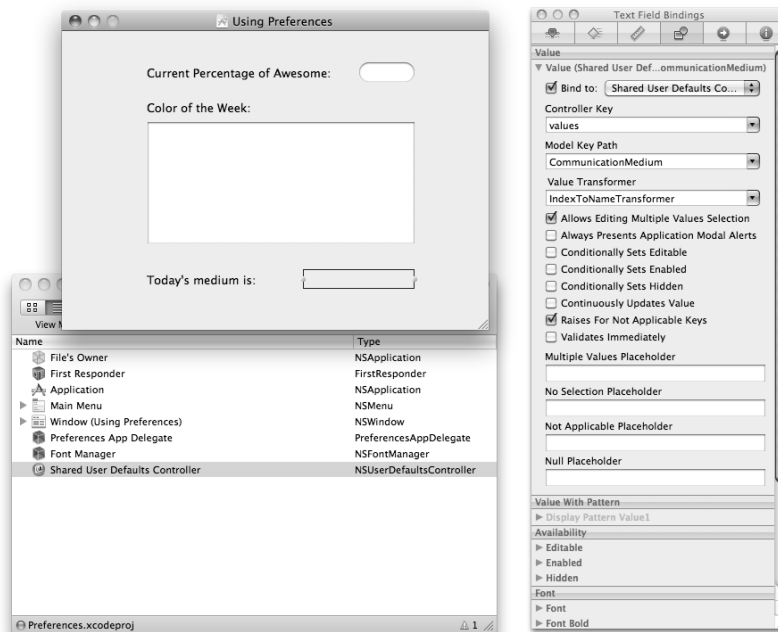 Using Preferences
Current Percentage of Awesome:
Color of the Week:
Today's medium is:
View M
Name Type
File's Owner NSApplication
First Responder FirstResponder
Application NSApplication
Main Menu NSMenu
Window (Using Preferences) NSWindow
Preferences App Delegate PreferencesAppDelegate
Font Manager NSFontManager
Shared User Defaults Controller NSUserDefaultsController
Preferences.xcodeproj 1
Text Field Bindings
Value
Value (Shared User Def...ommunicationMedium)
Bind to: Shared User Defaults Co...
Controller Key
values
Model Key Path
CommunicationMedium
Value Transformer
IndexToNameTransformer
Allows Editing Multiple Values Selection
Always Presents Application Modal Alerts
Conditionally Sets Editable
Conditionally Sets Enabled
Conditionally Sets Hidden
Continuously Updates Value
Raises For Not Applicable Keys
Validates Immediately
Multiple Values Placeholder
No Selection Placeholder
Not Applicable Placeholder
Null Placeholder
Value With Pattern
Display Pattern Value1
Availability
Editable
Enabled
Hidden
Font
Font
Font Bold